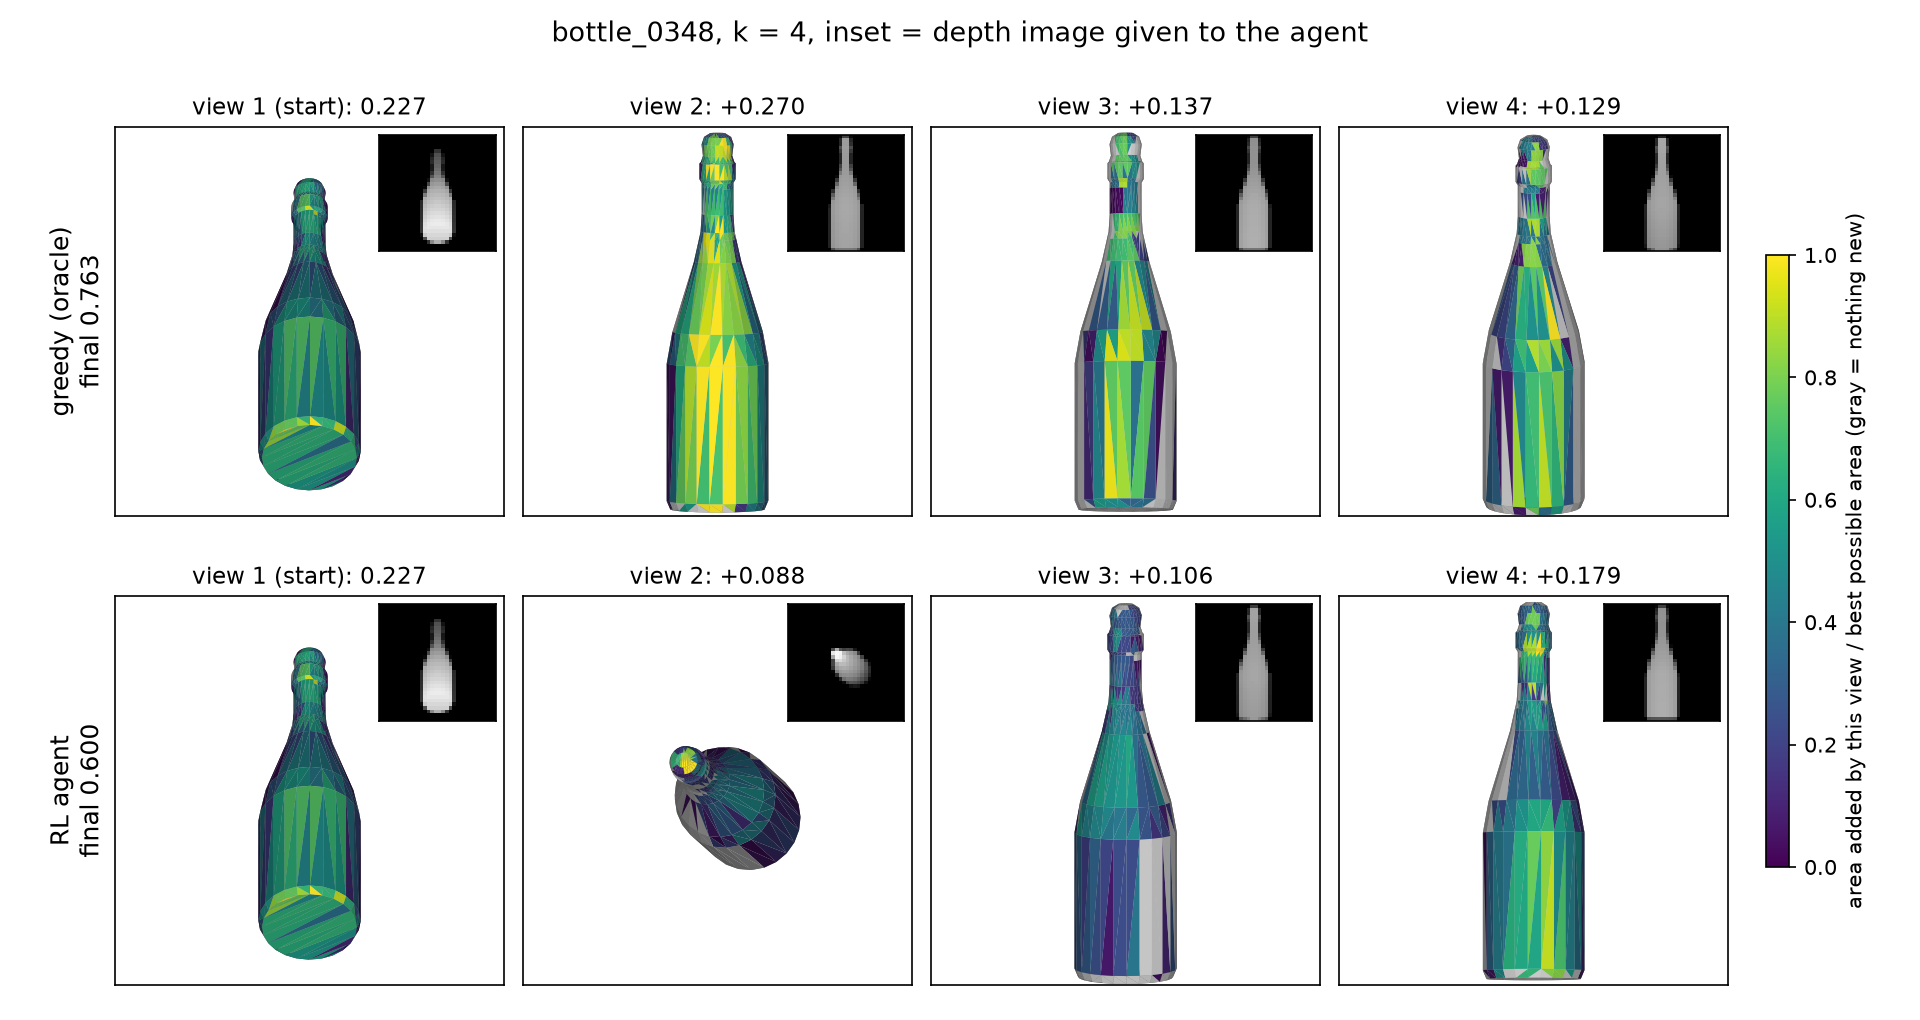 bottle_0348, k = 4, inset = depth image given to the agent
view 1 (start): 0.227
view 2: +0.270
view 3: +0.137
view 4: +0.129
greedy (oracle)
final 0.763
view 1 (start): 0.227
view 2: +0.088
view 3: +0.106
view 4: +0.179
RL agent
final 0.600
1.0
0.8
0.6
0.4
0.2
0.0
area added by this view / best possible area (gray = nothing new)